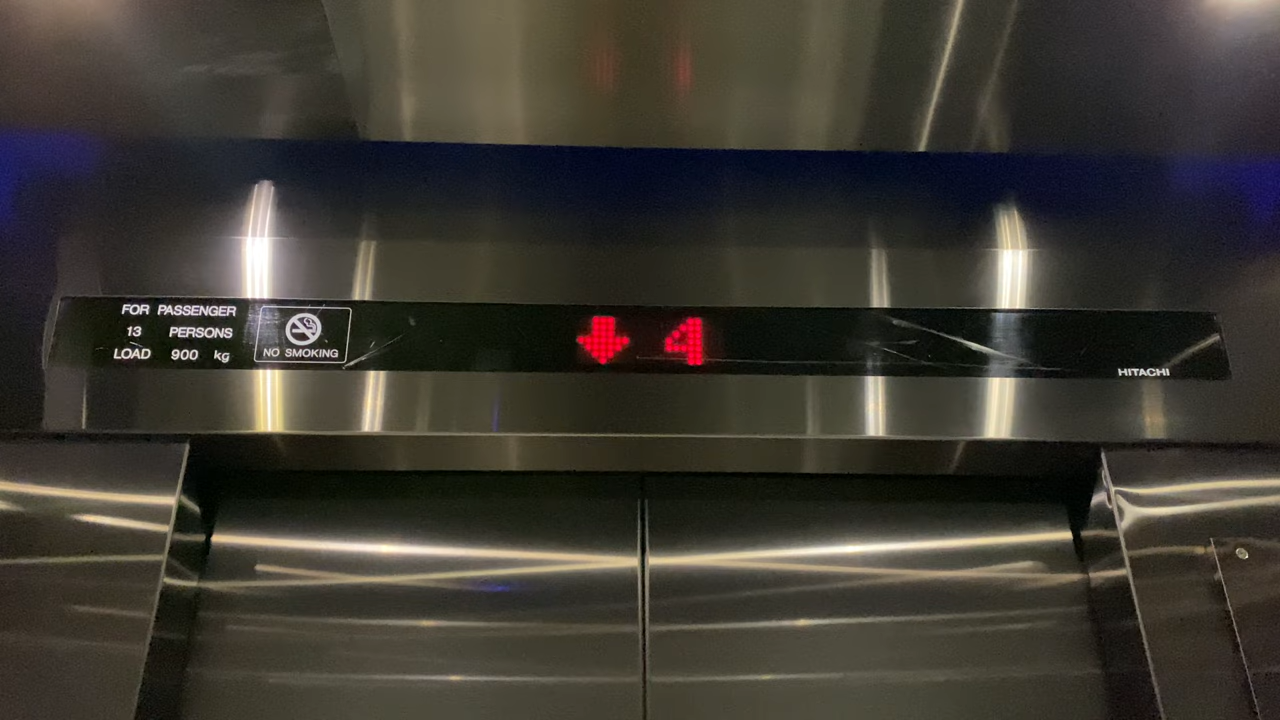 FOR PASSENGER
13 PERSONS
LOAD 900 kg
NO SMOKING
4
HITACHI